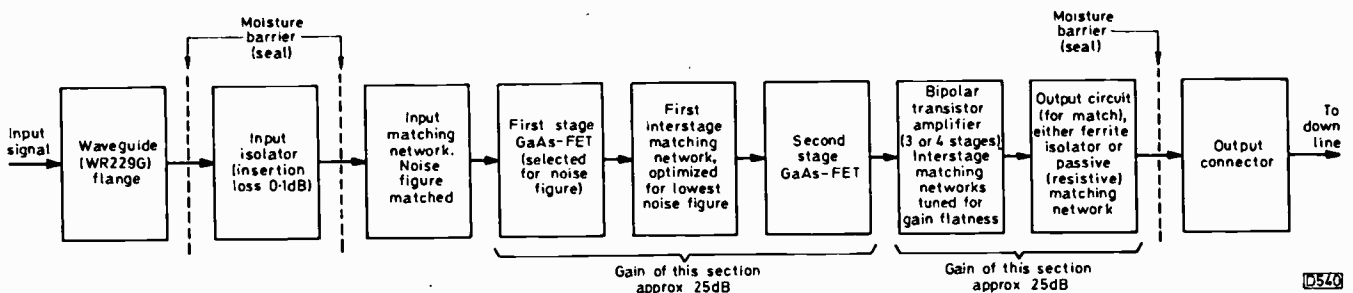 Moisture
barrier
(seal)
Moisture
barrier
(seal)
Input
signal
Waveguide
(WR229G)
flange
Input
isolator
(insertion
loss 0·1dB)
Input
matching
network.
Noise
figure
matched
First stage
GaAs-FET
(selected
for noise
figure)
First
interstage
matching
network,
optimized
for lowest
noise figure
Second
stage
GaAs-FET
Bipolar
transistor
amplifier
(3 or 4 stages)
Interstage
matching
networks
tuned for
gain flatness
Output circuit
(for match),
either ferrite
isolator or
passive
(resistive)
matching
network
Output
connector
To
down
line
Gain of this section
approx 25dB
Gain of this section
approx 25dB
D540